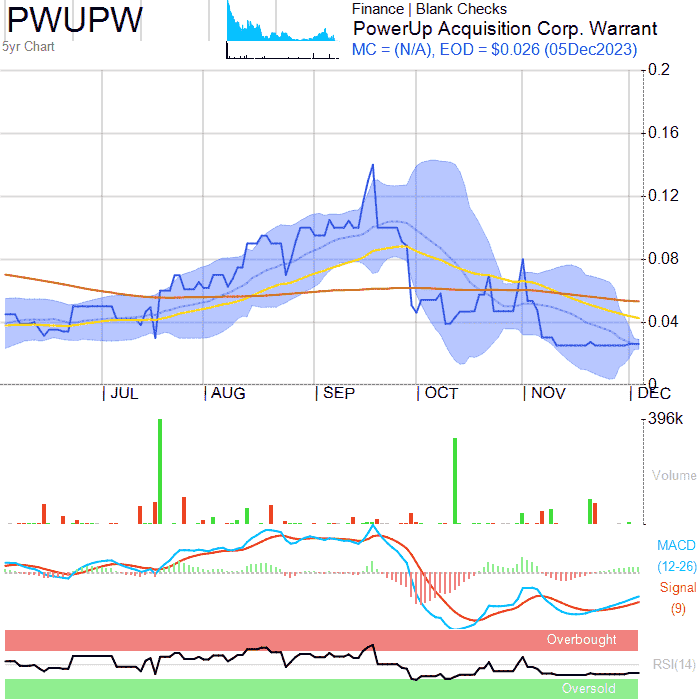 PWUPW
5yr Chart
Finance | Blank Checks
PowerUp Acquisition Corp. Warrant
MC = (N/A), EOD = $0.026 (05Dec2023)
0.2
0.16
0.12
0.08
0.04
0
JUL AUG SEP OCT NOV DEC
396k
Volume
MACD
(12-26)
Signal
(9)
Overbought
RSI(14)
Oversold